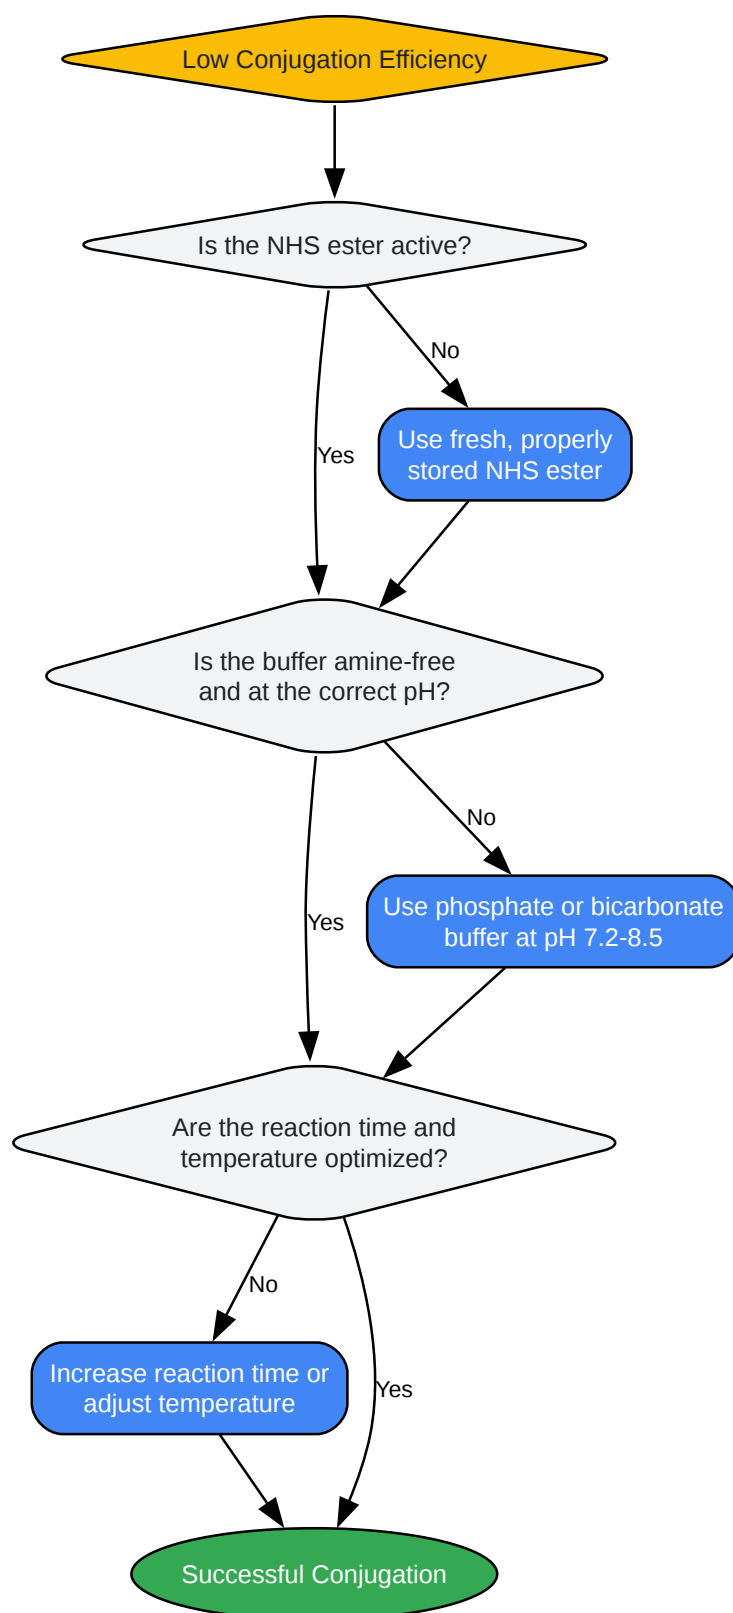 Low Conjugation Efficiency
Is the NHS ester active?
No
Use fresh, properly
stored NHS ester
Yes
Is the buffer amine-free
and at the correct pH?
No
Use phosphate or bicarbonate
buffer at pH 7.2-8.5
Yes
Are the reaction time and
temperature optimized?
No
Increase reaction time or
adjust temperature
Yes
Successful Conjugation